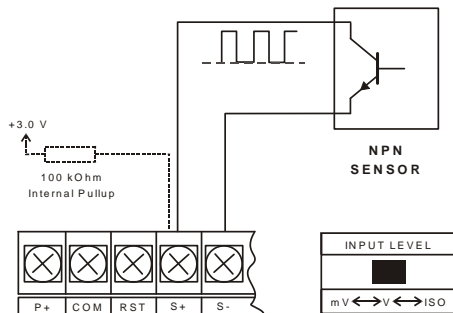 +3.0 V
100 kOhm
Internal Pullup
NPN
SENSOR
P+ COM RST S+ S-
INPUT LEVEL
mV ↔ V ↔ ISO